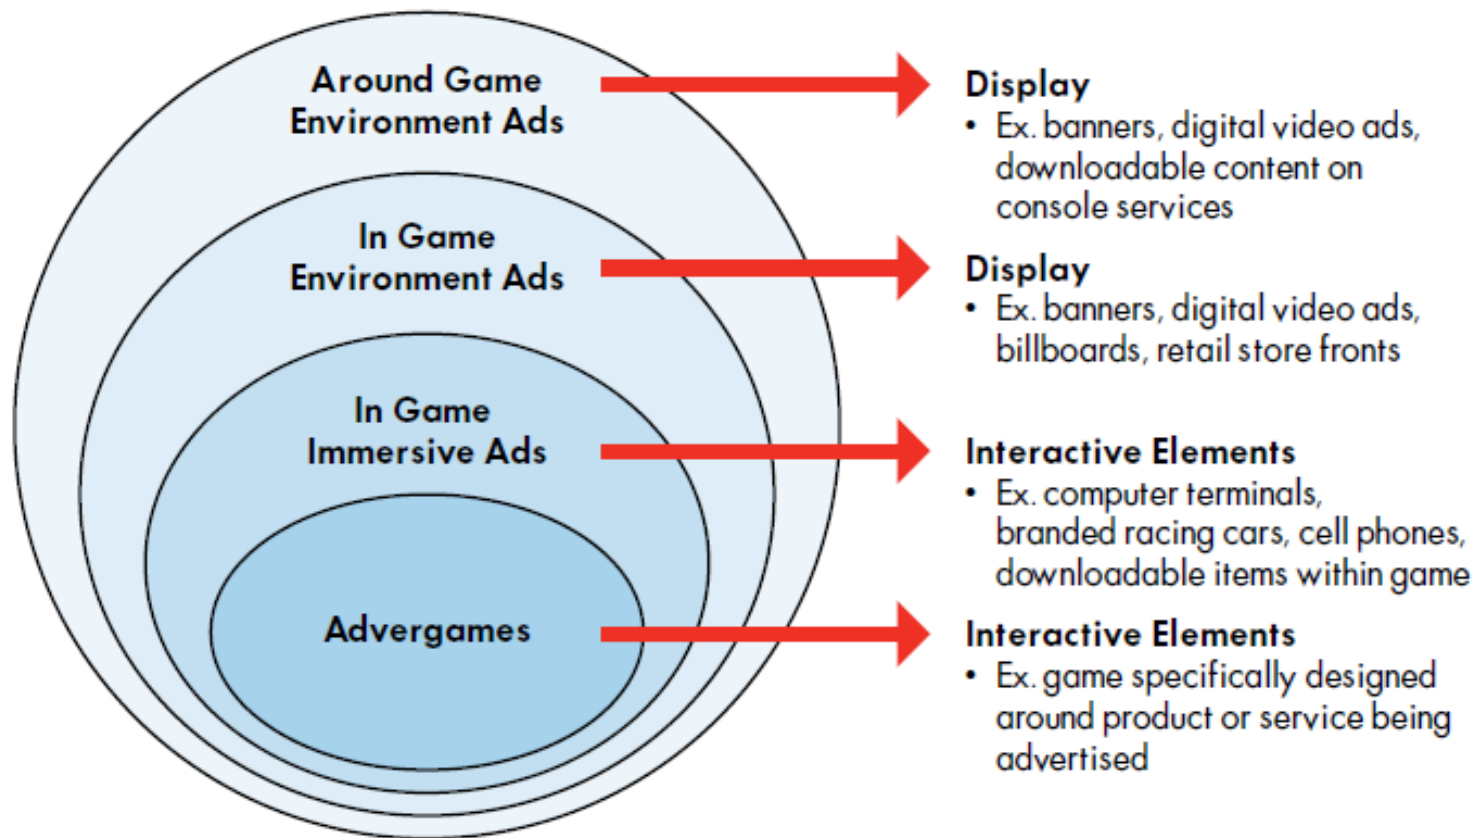 Around Game
Environment Ads
Display
• Ex. banners, digital video ads,
downloadable content on
console services
In Game
Environment Ads
Display
• Ex. banners, digital video ads,
billboards, retail store fronts
In Game
Immersive Ads
Interactive Elements
• Ex. computer terminals,
branded racing cars, cell phones,
downloadable items within game
Advergames
Interactive Elements
• Ex. game specifically designed
around product or service being
advertised